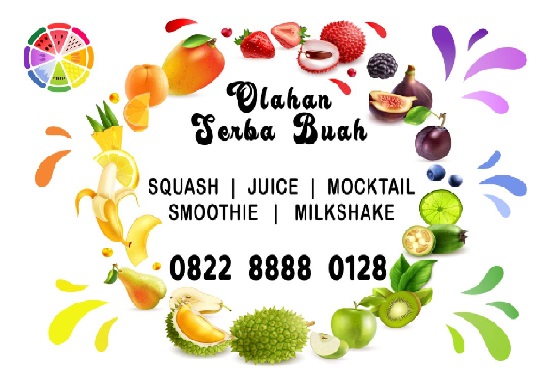 Olahan
Serba Buah
SQUASH | JUICE | MOCKTAIL
SMOOTHIE | MILKSHAKE
0822 8888 0128